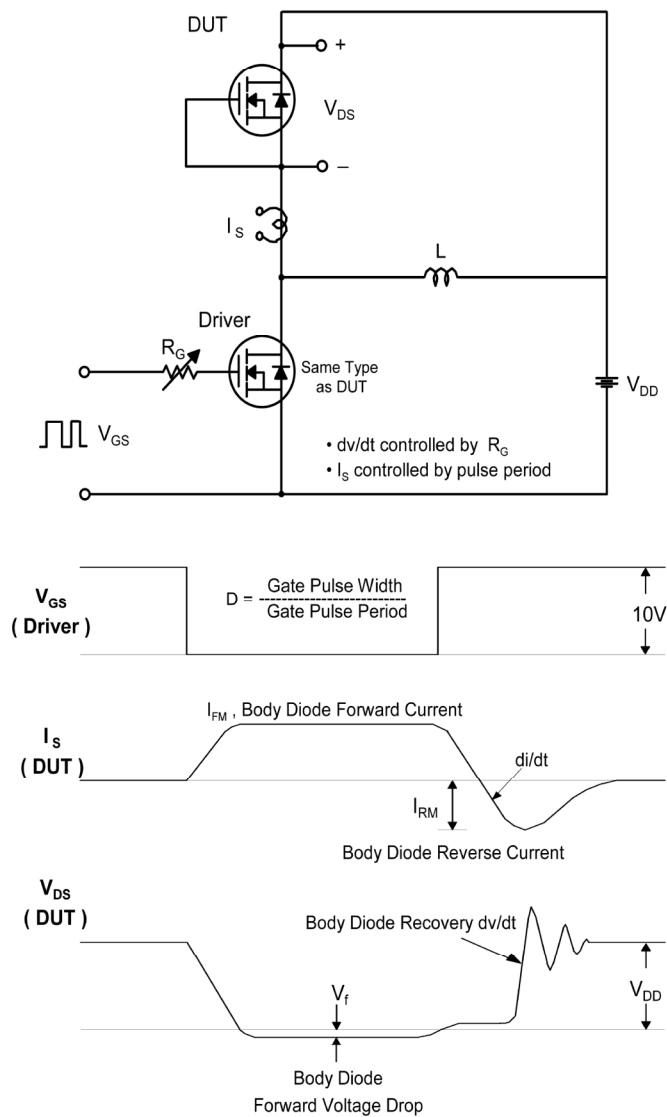 DUT
+
V_DS
–
I_S
L
Driver
R_G
Same Type
as DUT
V_DD
V_GS
• dv/dt controlled by R_G
• I_S controlled by pulse period
V_GS
( Driver )
D = Gate Pulse Width
Gate Pulse Period
10V
I_FM , Body Diode Forward Current
I_S
( DUT )
di/dt
I_RM
Body Diode Reverse Current
V_DS
( DUT )
Body Diode Recovery dv/dt
V_f
V_DD
Body Diode
Forward Voltage Drop